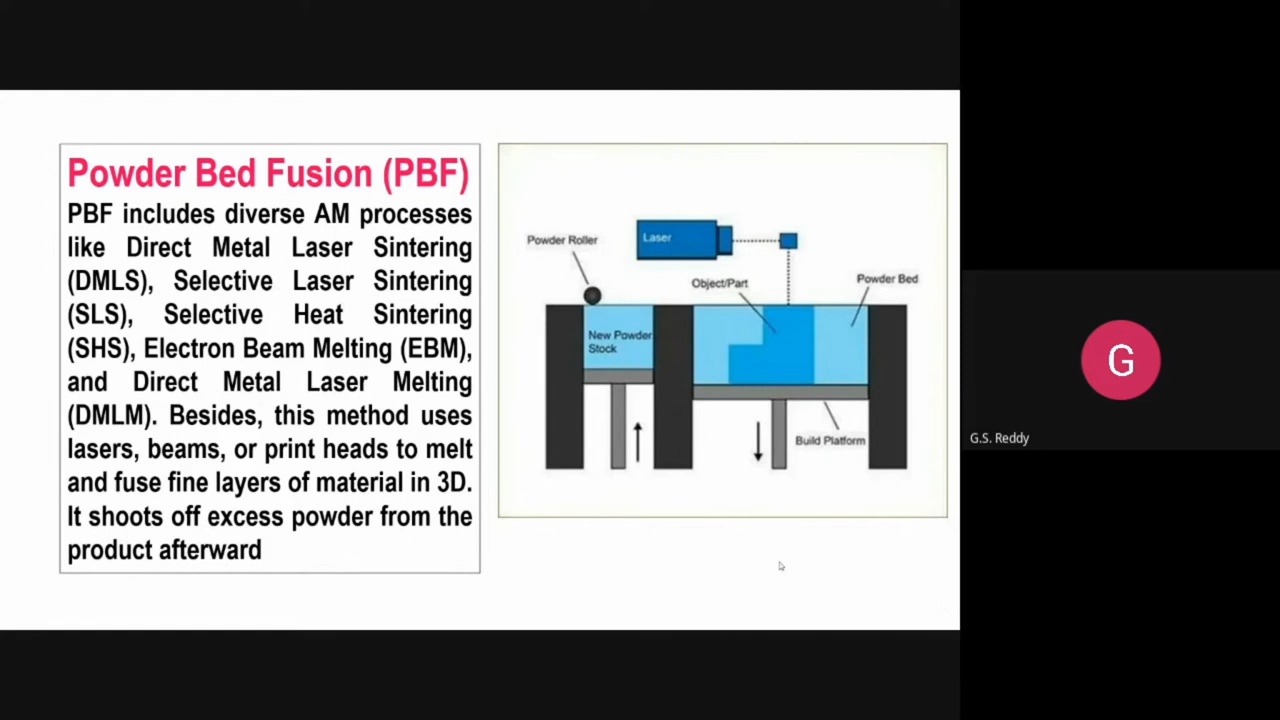 Powder Bed Fusion (PBF)
PBF includes diverse AM processes
like Direct Metal Laser Sintering
(DMLS), Selective Laser Sintering
(SLS), Selective Heat Sintering
(SHS), Electron Beam Melting (EBM),
and Direct Metal Laser Melting
(DMLM). Besides, this method uses
lasers, beams, or print heads to melt
and fuse fine layers of material in 3D.
It shoots off excess powder from the
product afterward
Powder Roller
Laser
Object/Part
Powder Bed
New Powder
Stock
Build Platform
G
G.S. Reddy